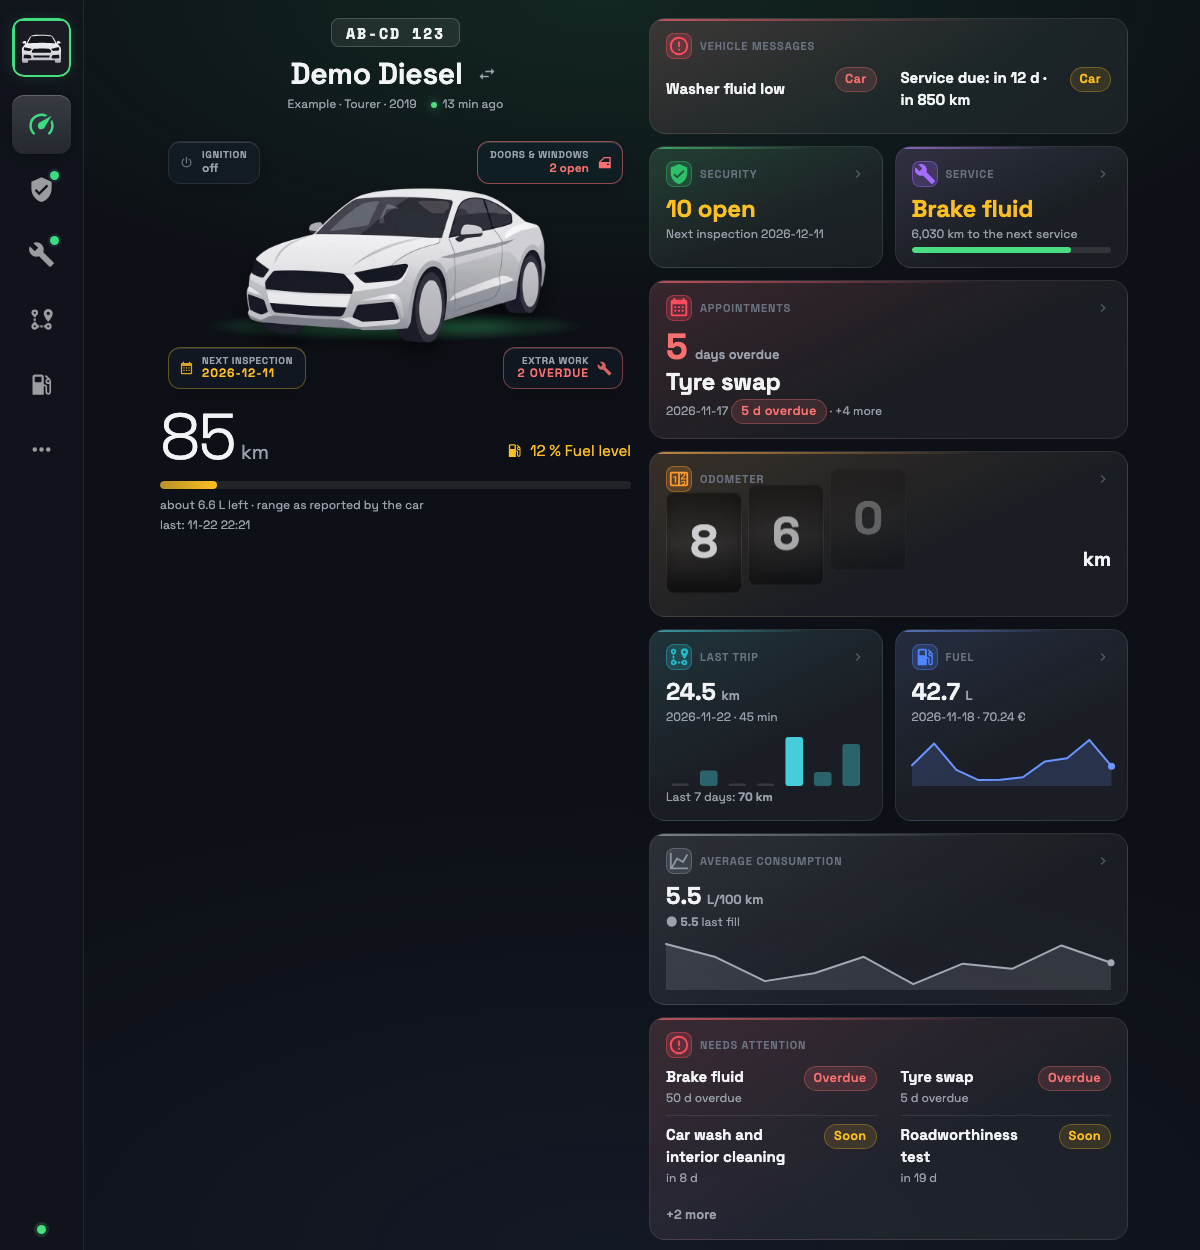 AB-CD 123
Demo Diesel
Example · Tourer · 2019
13 min ago
IGNITION
off
DOORS & WINDOWS
2 open
NEXT INSPECTION
2026-12-11
EXTRA WORK
2 OVERDUE
85 km
12 % Fuel level
about 6.6 L left · range as reported by the car
last: 11-22 22:21
VEHICLE MESSAGES
Washer fluid low
Car
Service due: in 12 d ·
in 850 km
Car
SECURITY
10 open
Next inspection 2026-12-11
SERVICE
Brake fluid
6,030 km to the next service
APPOINTMENTS
5 days overdue
Tyre swap
2026-11-17 5 d overdue · +4 more
ODOMETER
8 6 0
km
LAST TRIP
24.5 km
2026-11-22 · 45 min
Last 7 days: 70 km
FUEL
42.7 L
2026-11-18 · 70.24 €
AVERAGE CONSUMPTION
5.5 L/100 km
5.5 last fill
NEEDS ATTENTION
Brake fluid
Overdue
50 d overdue
Tyre swap
Overdue
5 d overdue
Car wash and
interior cleaning
Soon
in 8 d
Roadworthiness
test
Soon
in 19 d
+2 more